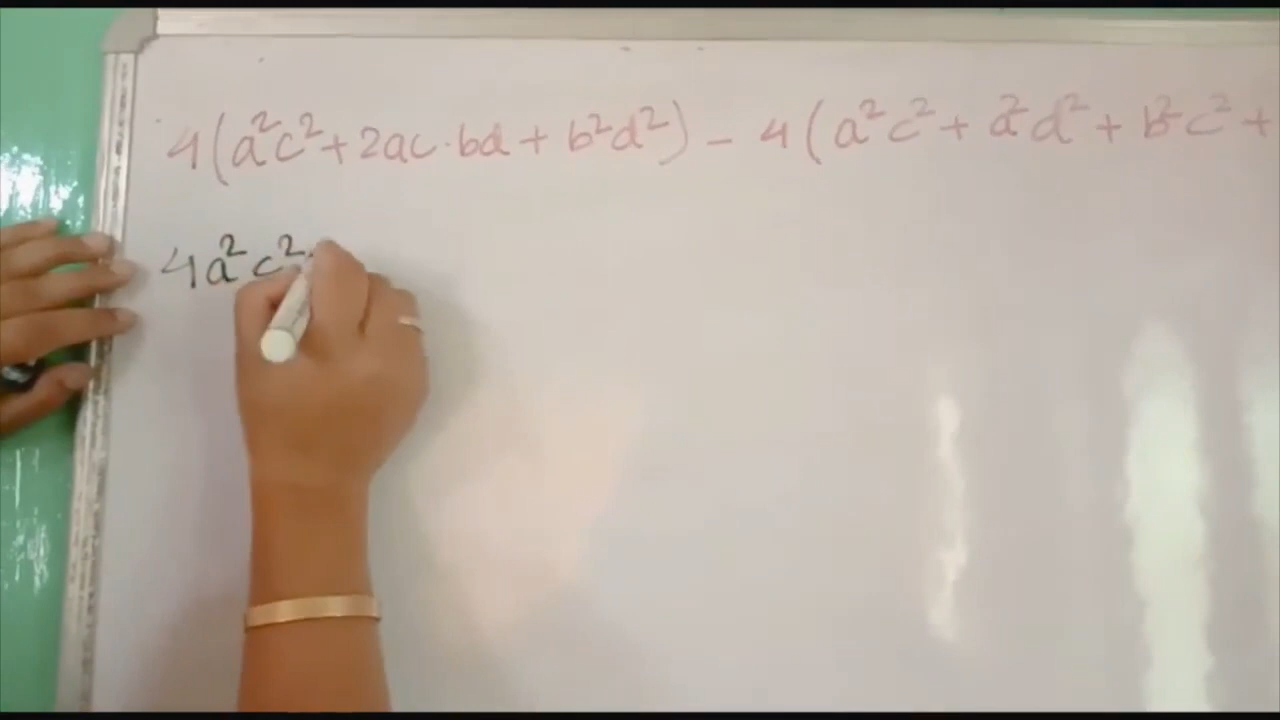 4(a²c² + 2ac·bd + b²d²) - 4(a²c² + a²d² + b²c² +
4a²c²